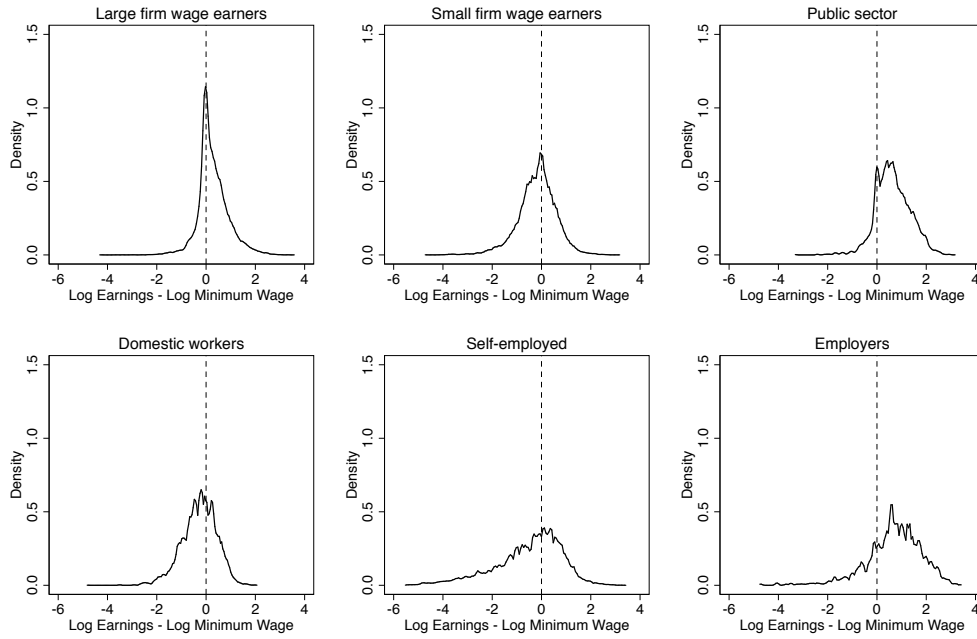 Large firm wage earners
Small firm wage earners
Public sector
Density
1.5
1.0
0.5
0.0
-6 -4 -2 0 2 4
Log Earnings - Log Minimum Wage
Density
1.5
1.0
0.5
0.0
-6 -4 -2 0 2 4
Log Earnings - Log Minimum Wage
Density
1.5
1.0
0.5
0.0
-6 -4 -2 0 2 4
Log Earnings - Log Minimum Wage
Domestic workers
Self-employed
Employers
Density
1.5
1.0
0.5
0.0
-6 -4 -2 0 2 4
Log Earnings - Log Minimum Wage
Density
1.5
1.0
0.5
0.0
-6 -4 -2 0 2 4
Log Earnings - Log Minimum Wage
Density
1.5
1.0
0.5
0.0
-6 -4 -2 0 2 4
Log Earnings - Log Minimum Wage